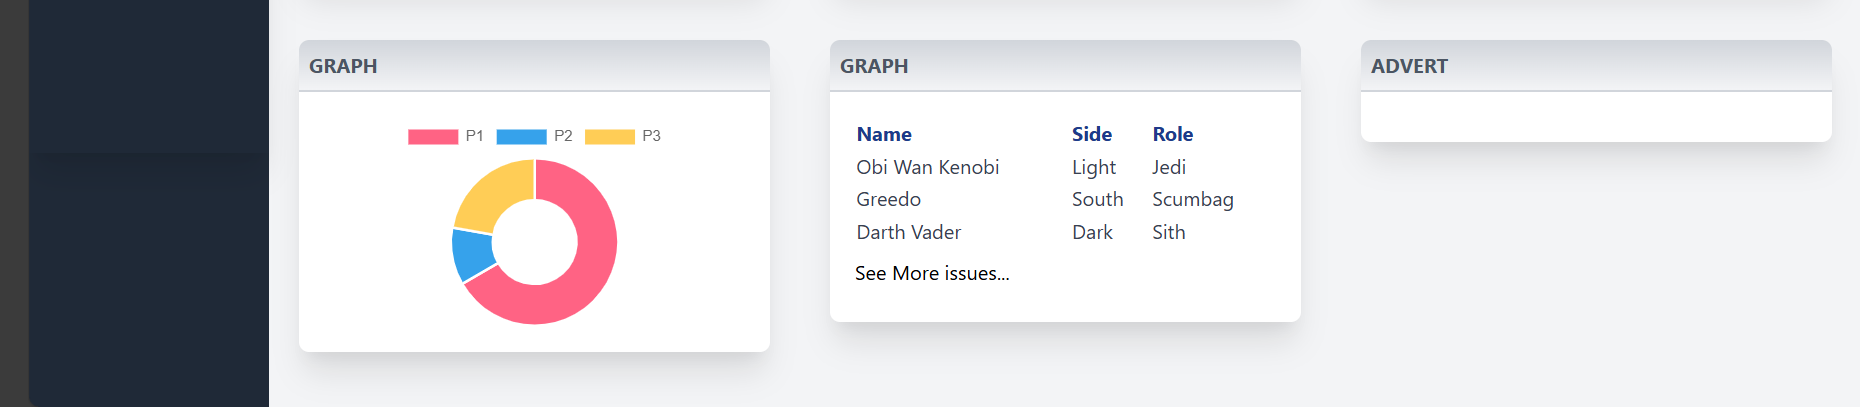 GRAPH
P1 P2 P3
GRAPH
Name Side Role
Obi Wan Kenobi Light Jedi
Greedo South Scumbag
Darth Vader Dark Sith
See More issues...
ADVERT